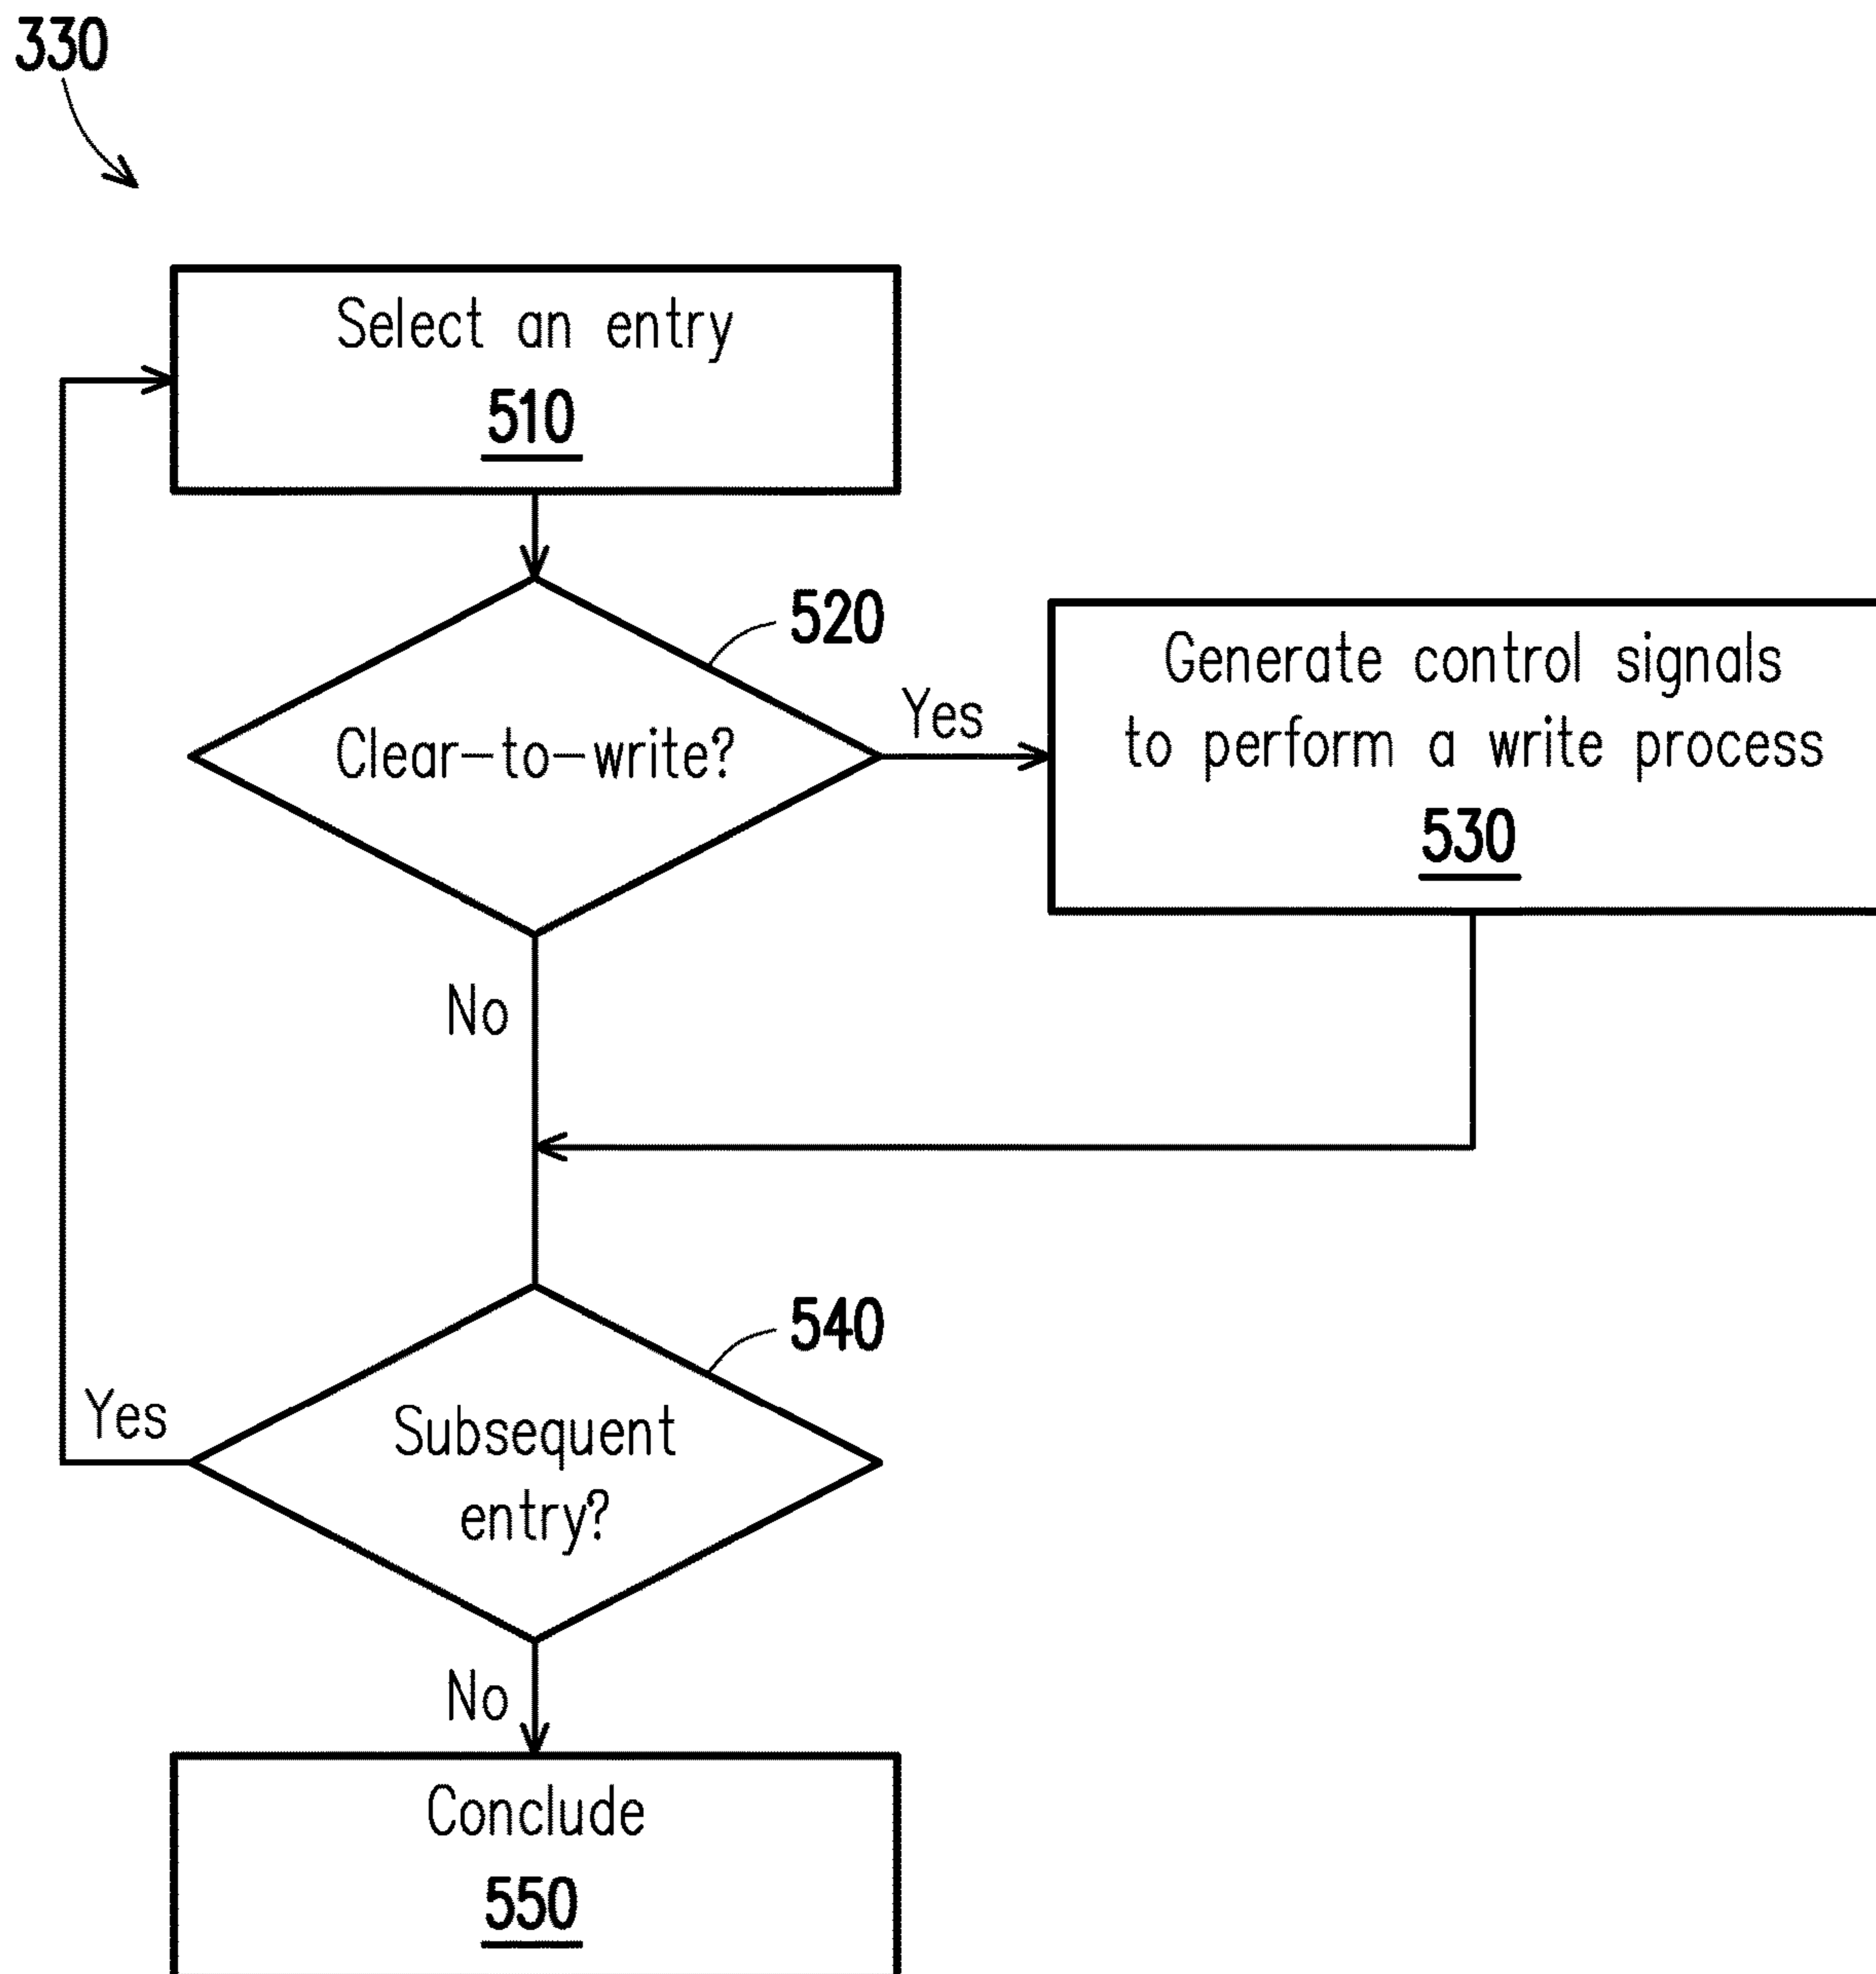 330
Select an entry
510
520
Clear-to-write?
Yes
Generate control signals
to perform a write process
530
No
540
Yes
Subsequent
entry?
No
Conclude
550